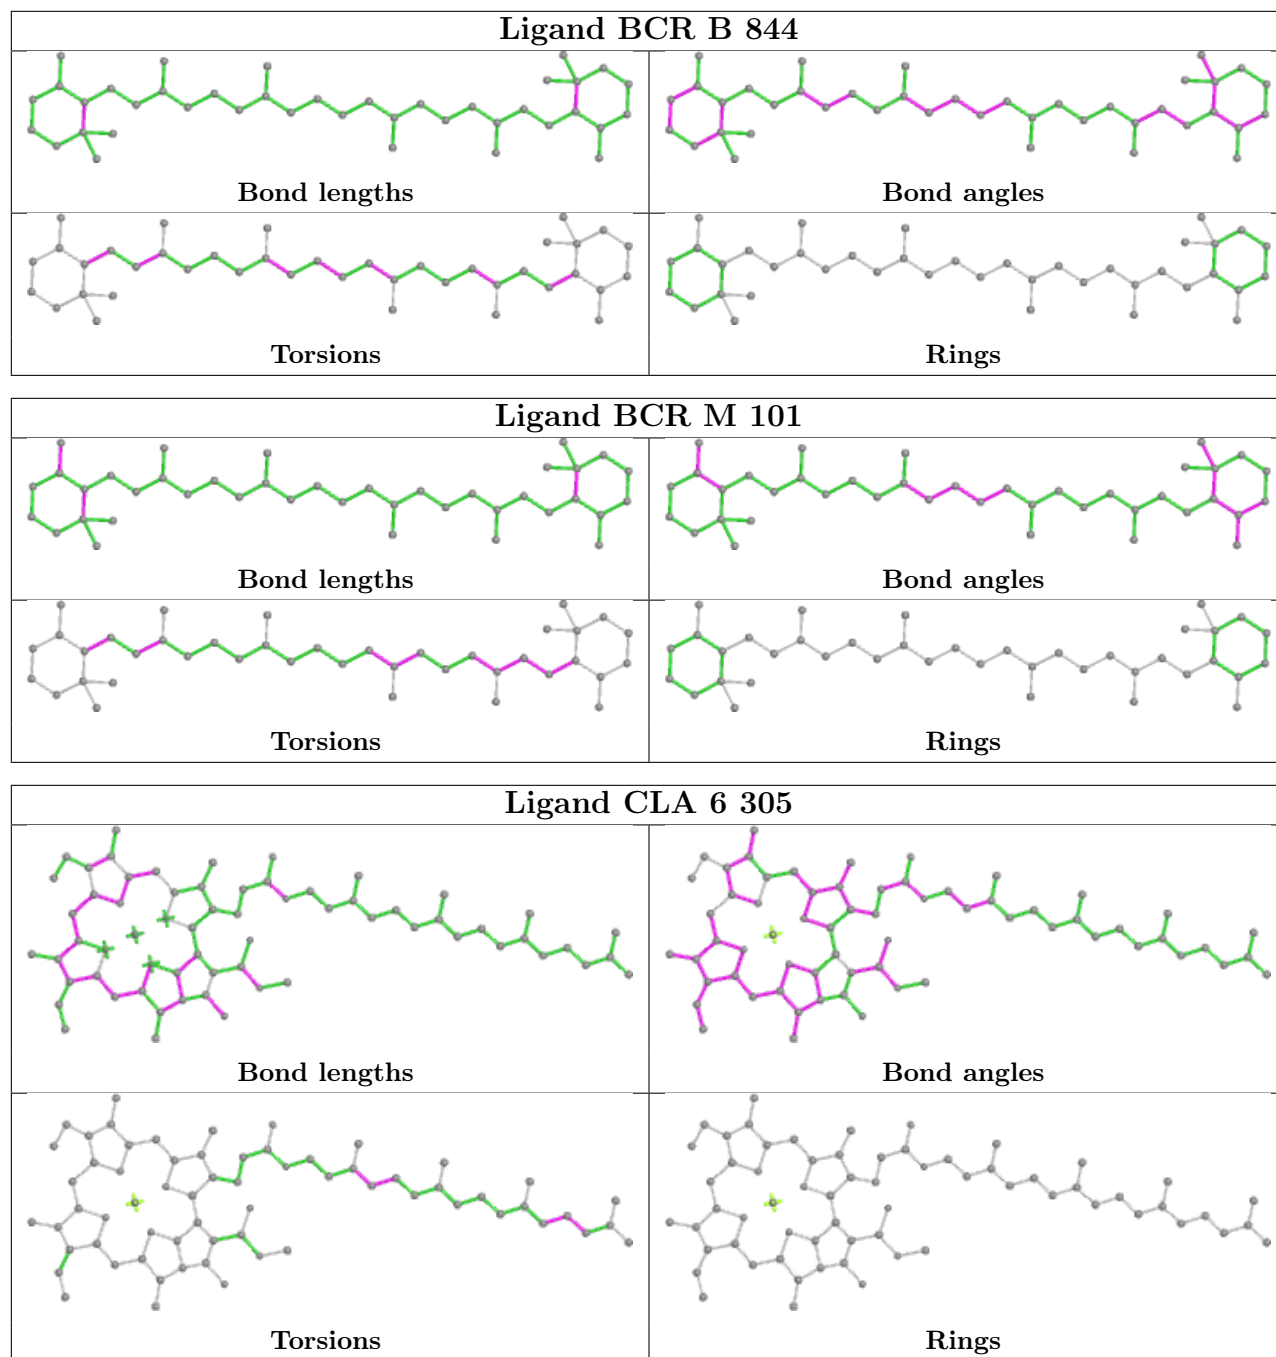 Ligand BCR B 844
Bond lengths
Bond angles
Torsions
Rings
Ligand BCR M 101
Bond lengths
Bond angles
Torsions
Rings
Ligand CLA 6 305
Bond lengths
Bond angles
Torsions
Rings